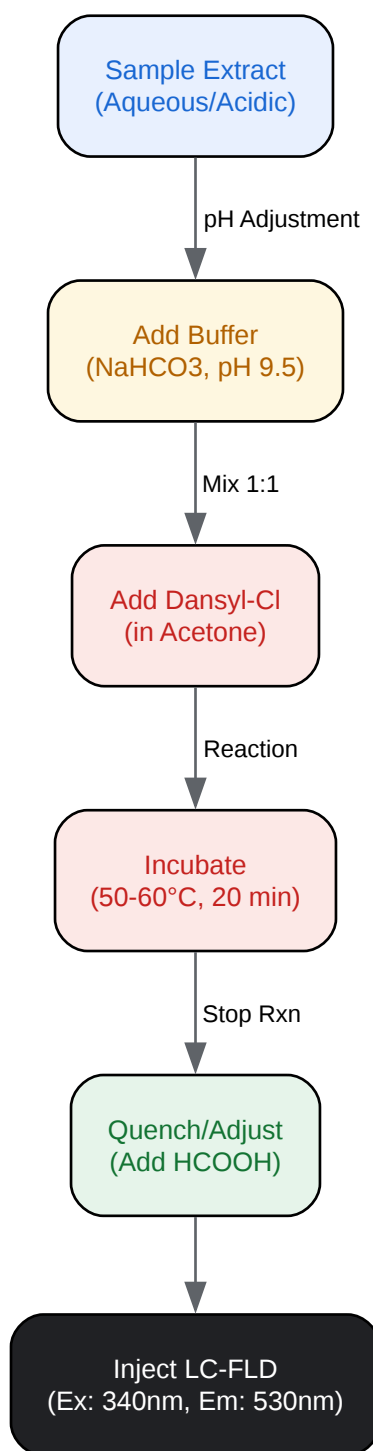 Sample Extract
(Aqueous/Acidic)
pH Adjustment
Add Buffer
(NaHCO3, pH 9.5)
Mix 1:1
Add Dansyl-Cl
(in Acetone)
Reaction
Incubate
(50-60°C, 20 min)
Stop Rxn
Quench/Adjust
(Add HCOOH)
Inject LC-FLD
(Ex: 340nm, Em: 530nm)